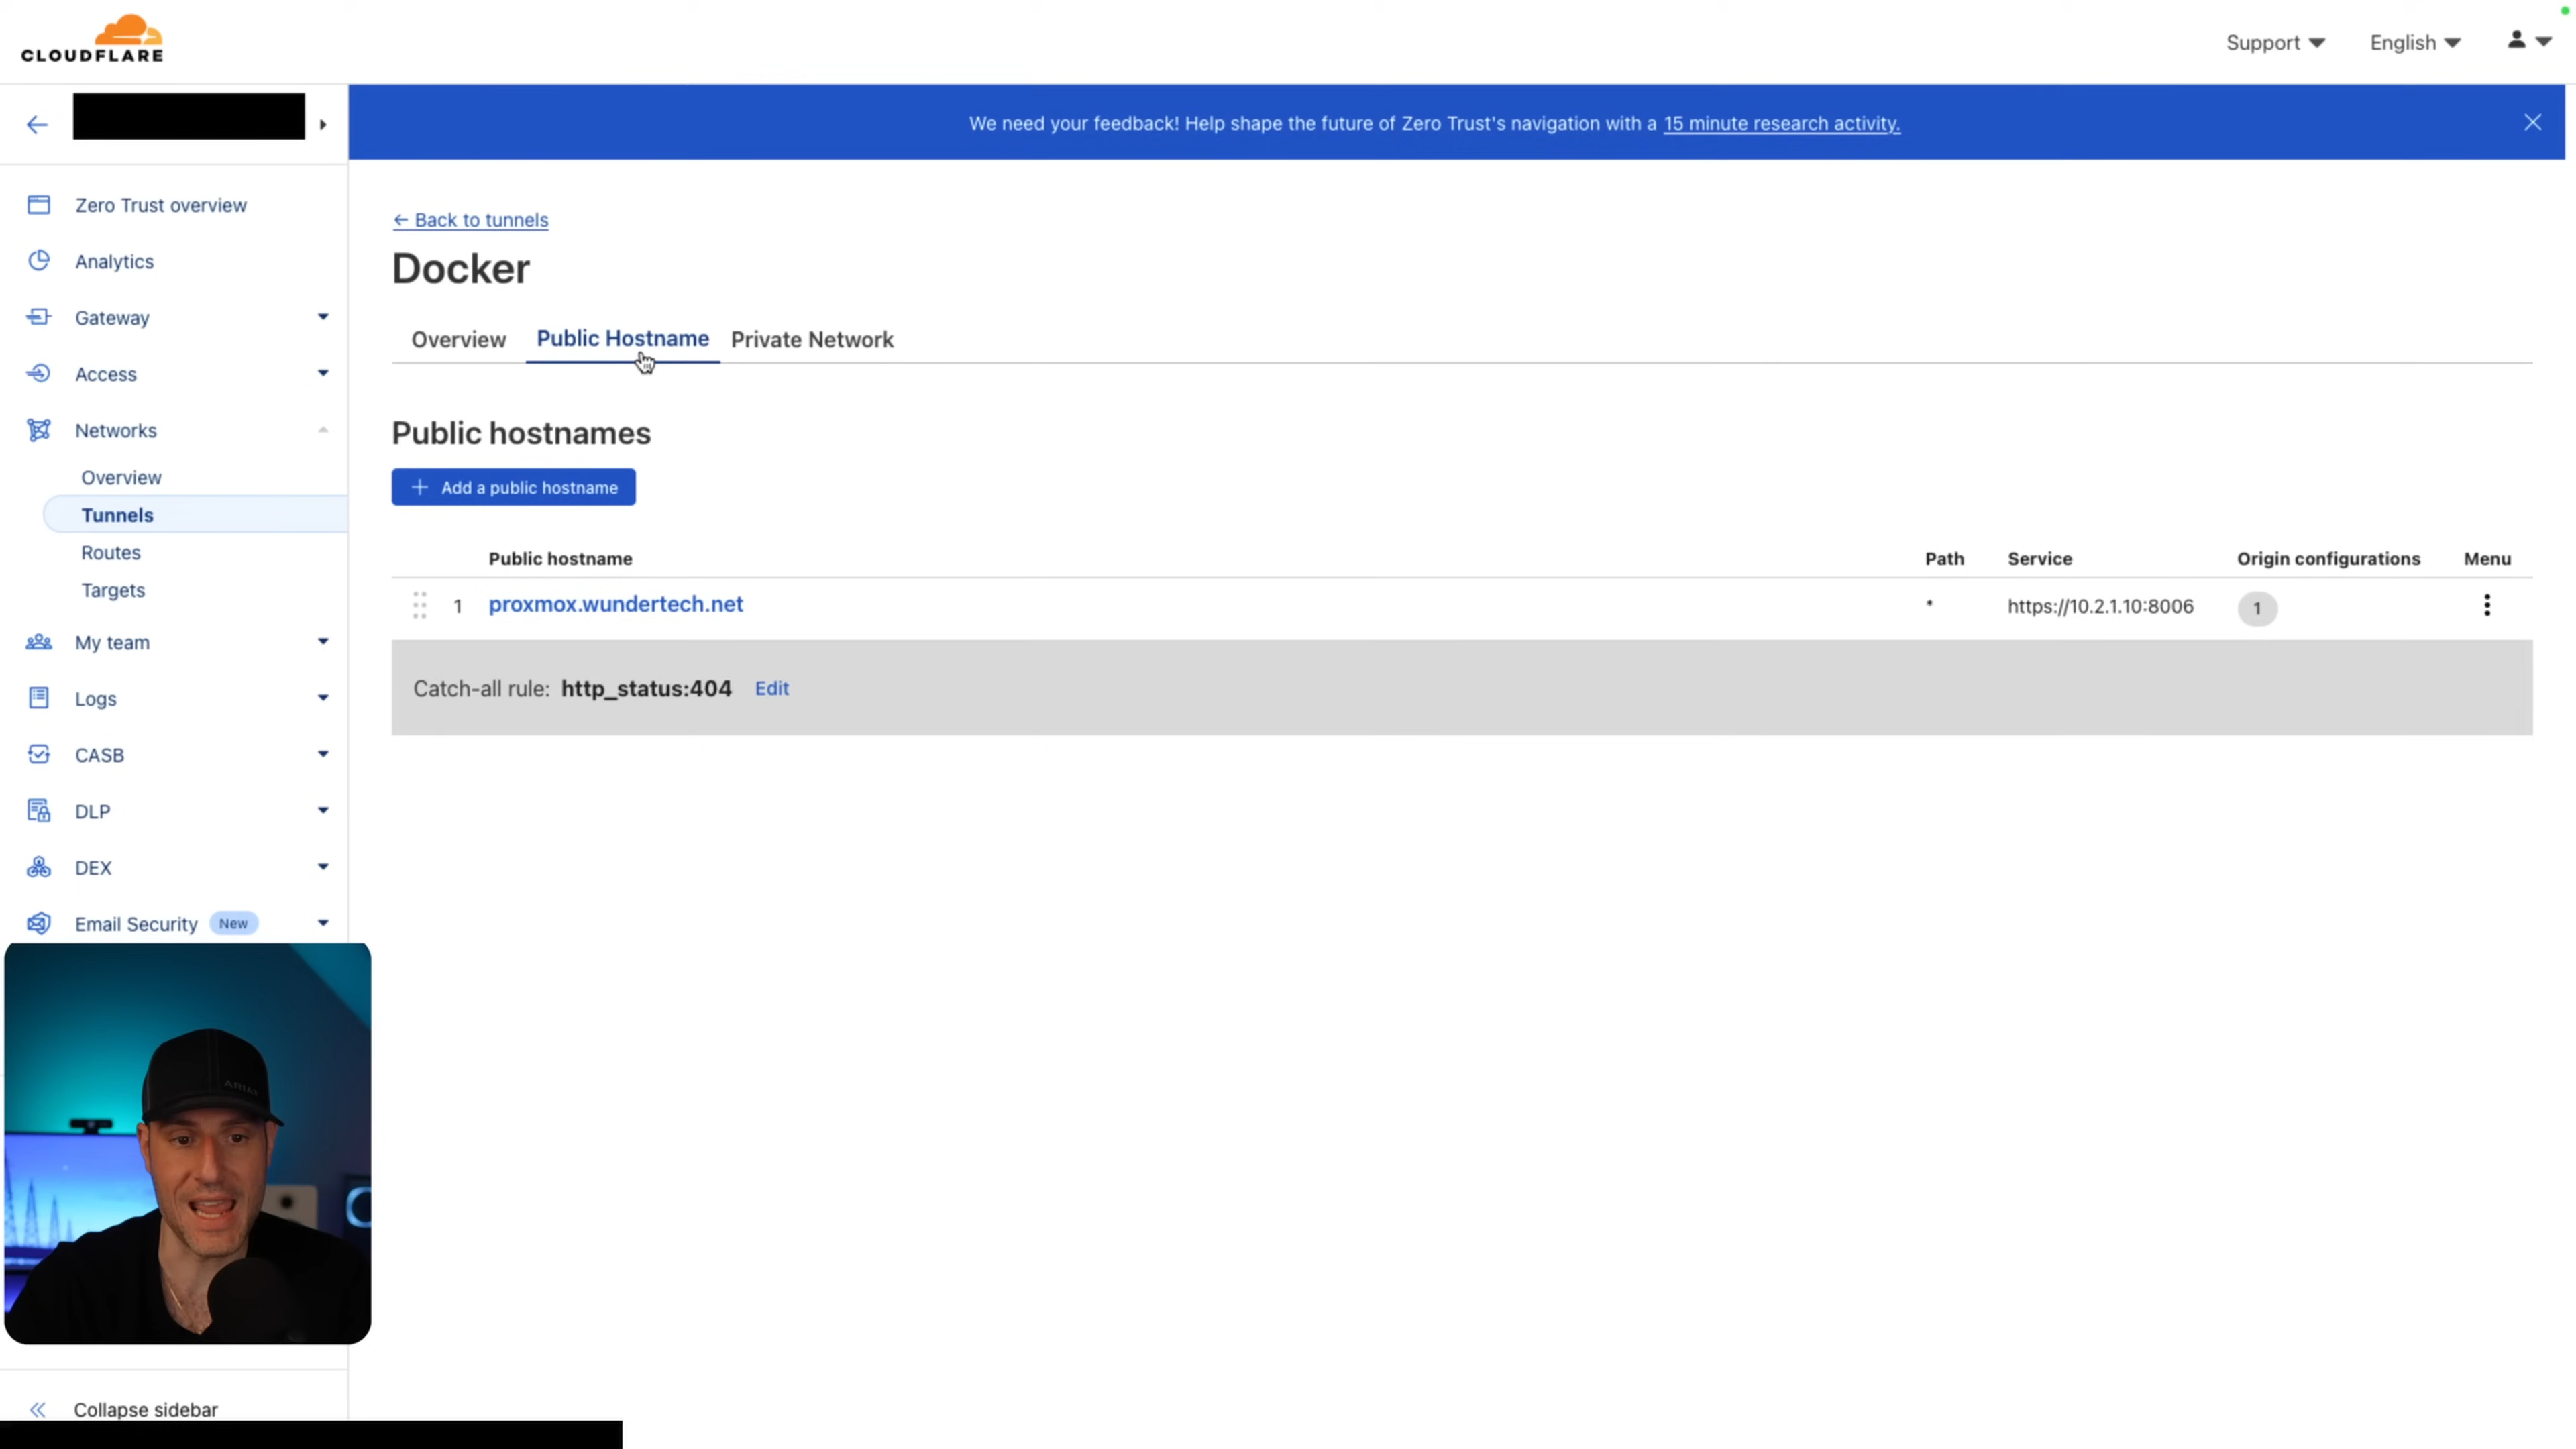 CLOUDFLARE
Support
English
We need your feedback! Help shape the future of Zero Trust's navigation with a 15 minute research activity.
Zero Trust overview
Analytics
Gateway
Access
Networks
Overview
Tunnels
Routes
Targets
My team
Logs
CASB
DLP
DEX
Email Security New
Collapse sidebar
← Back to tunnels
Docker
Overview Public Hostname Private Network
Public hostnames
+ Add a public hostname
Public hostname Path Service Origin configurations Menu
1 proxmox.wundertech.net * https://10.2.1.10:8006 1
Catch-all rule: http_status:404 Edit
ARIAT